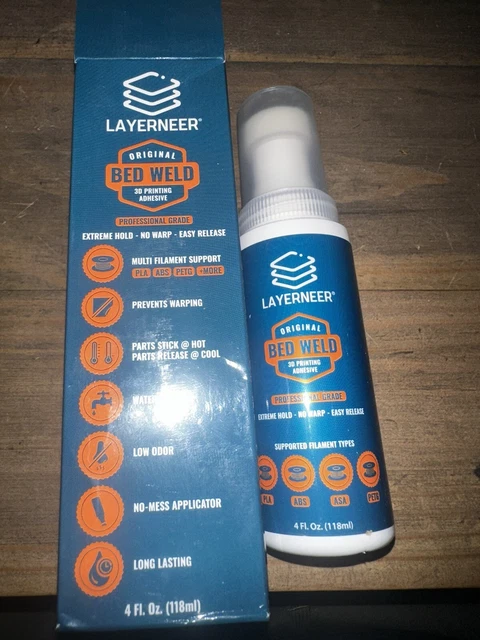 LAYERNEER®
ORIGINAL
BED WELD
3D PRINTING
ADHESIVE
PROFESSIONAL GRADE
EXTREME HOLD - NO WARP - EASY RELEASE
MULTI FILAMENT SUPPORT
PLA ABS PETG +MORE
PREVENTS WARPING
PARTS STICK @ HOT
PARTS RELEASE @ COOL
LOW ODOR
NO-MESS APPLICATOR
LONG LASTING
4 Fl. Oz. (118ml)
LAYERNEER®
ORIGINAL
BED WELD
3D PRINTING
ADHESIVE
PROFESSIONAL GRADE
EXTREME HOLD - NO WARP - EASY RELEASE
SUPPORTED FILAMENT TYPES
PLA ABS ASA PETG
4 Fl. Oz. (118ml)